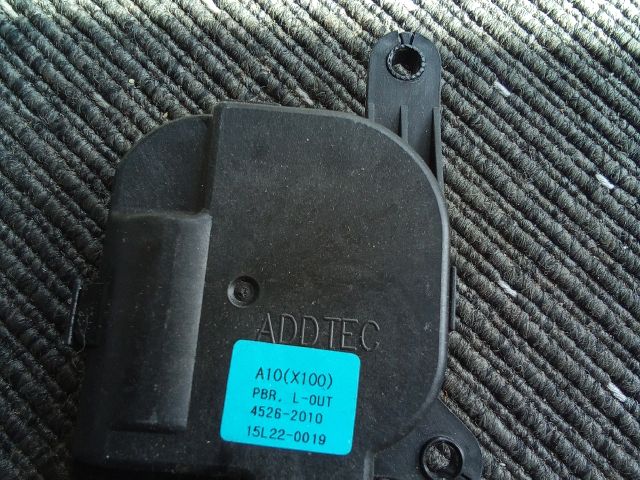 ADDTEC
A10(X100)
PBR, L-OUT
4526-2010
15L22-0019